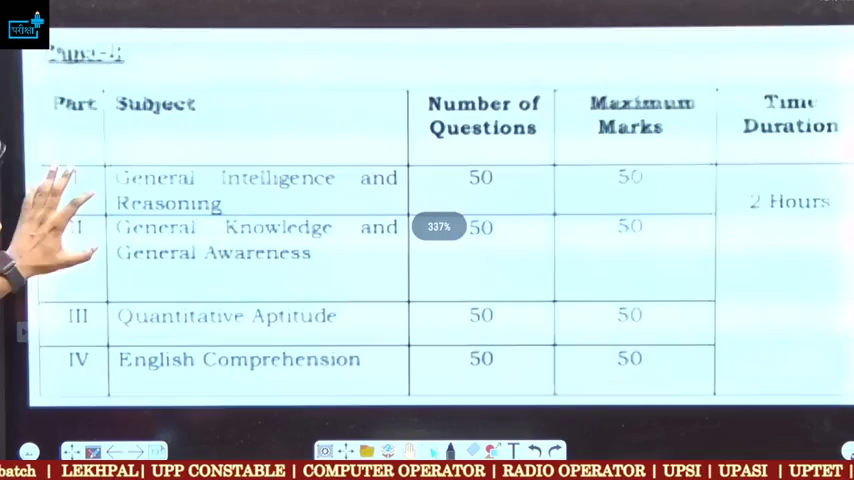 परीक्षा
Paper-I:
Part Subject Number of Questions Maximum Marks Time Duration
I General Intelligence and Reasoning 50 50 2 Hours
II General Knowledge and General Awareness 50 50
337%
III Quantitative Aptitude 50 50
IV English Comprehension 50 50
batch | LEKHPAL| UPP CONSTABLE | COMPUTER OPERATOR | RADIO OPERATOR | UPSI | UPASI | UPTET |